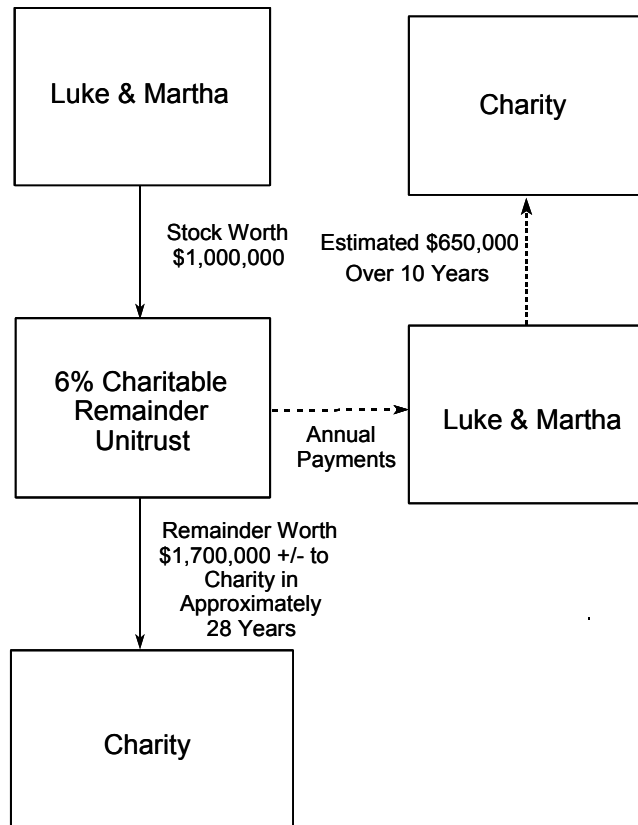 Luke & Martha
Charity
Stock Worth
$1,000,000
Estimated $650,000
Over 10 Years
6% Charitable
Remainder
Unitrust
Annual
Payments
Luke & Martha
Remainder Worth
$1,700,000 +/- to
Charity in
Approximately
28 Years
Charity